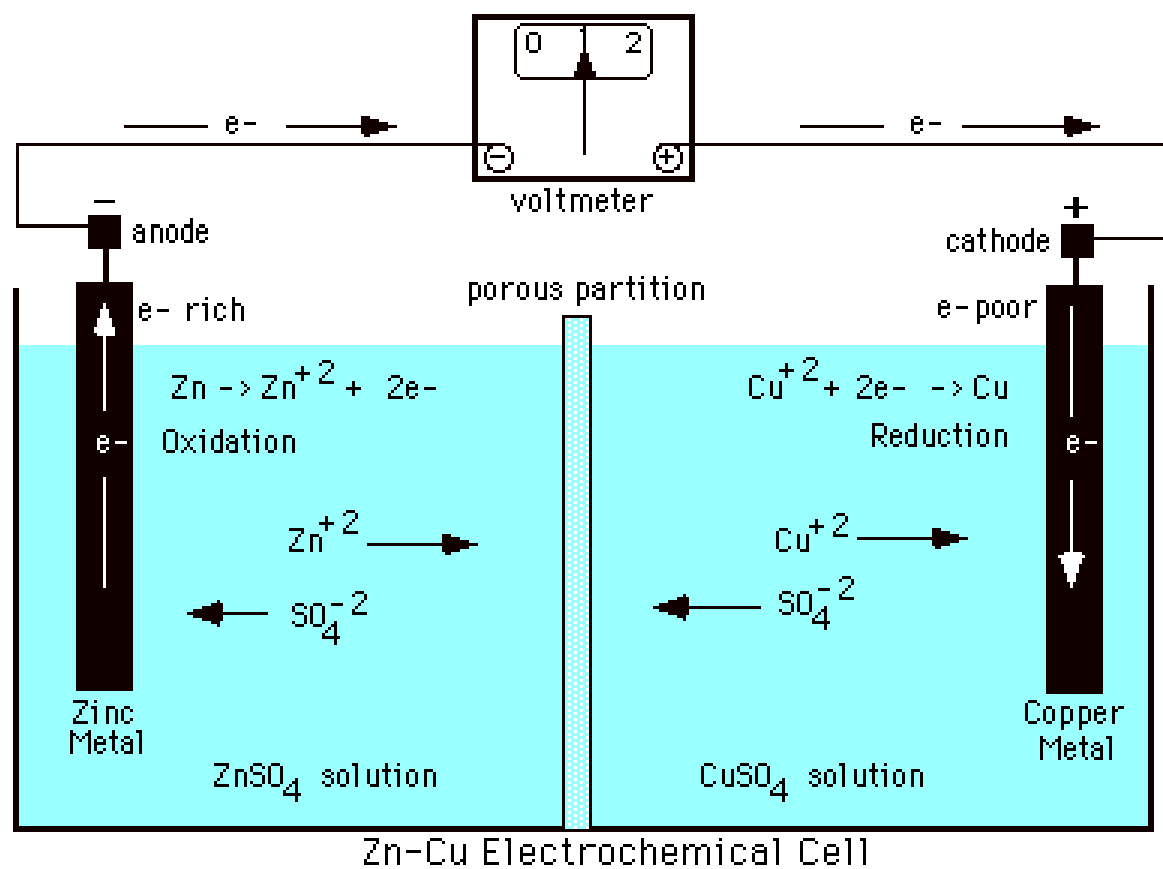 0 1 2
e- e-
− +
voltmeter
− +
anode cathode
porous partition
e- rich e-poor
Zn -> Zn+2 + 2e- Cu+2 + 2e- -> Cu
e- Oxidation Reduction e-
Zn+2 Cu+2
SO4-2 SO4-2
Zinc
Metal
Copper
Metal
ZnSO4 solution CuSO4 solution
Zn-Cu Electrochemical Cell